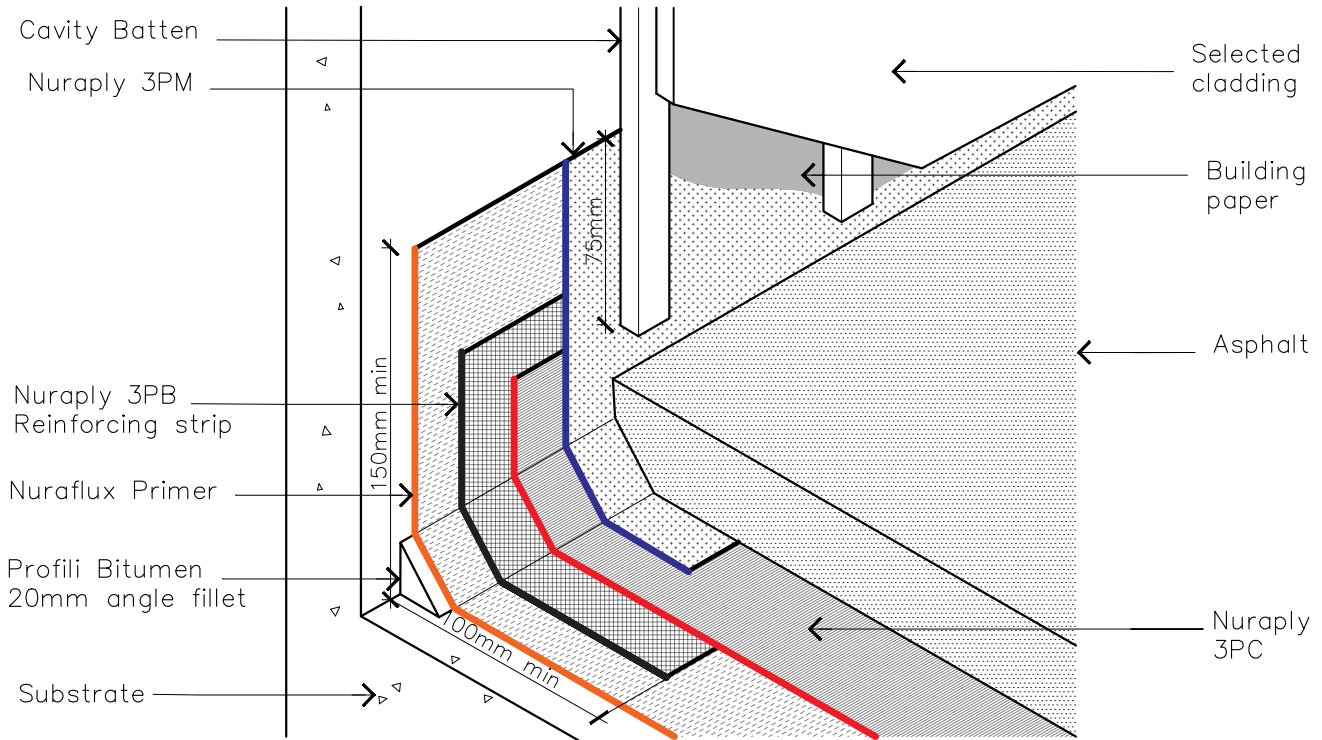 Cavity Batten
Nuraply 3PM
Selected
cladding
Building
paper
75mm
Asphalt
150mm min
Nuraply 3PB
Reinforcing strip
Nuraflux Primer
Profili Bitumen
20mm angle fillet
100mm min
Nuraply
3PC
Substrate